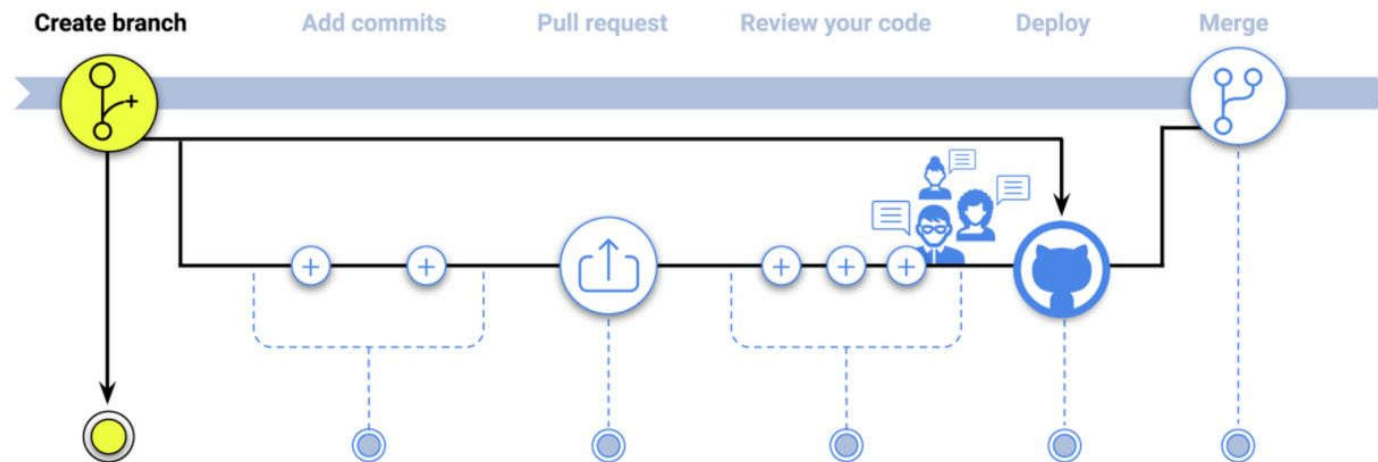 Create branch
Add commits
Pull request
Review your code
Deploy
Merge